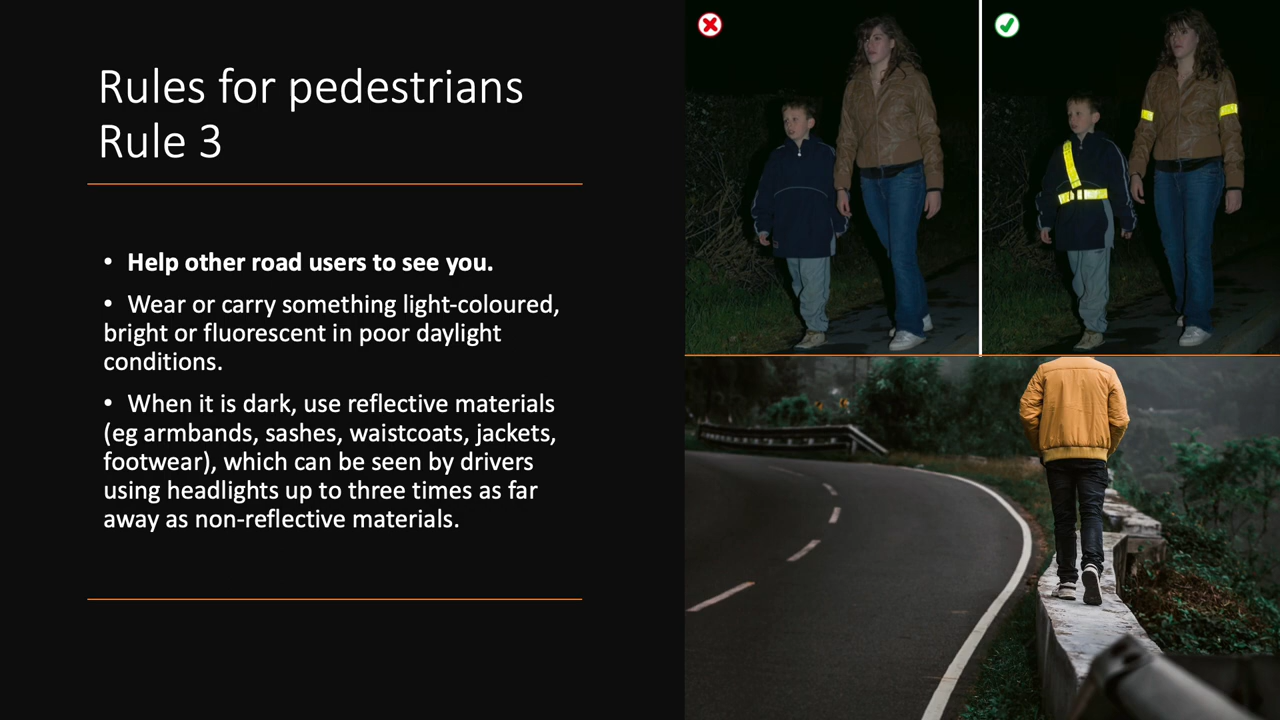 Rules for pedestrians
Rule 3
• Help other road users to see you.
• Wear or carry something light-coloured,
bright or fluorescent in poor daylight
conditions.
• When it is dark, use reflective materials
(eg armbands, sashes, waistcoats, jackets,
footwear), which can be seen by drivers
using headlights up to three times as far
away as non-reflective materials.